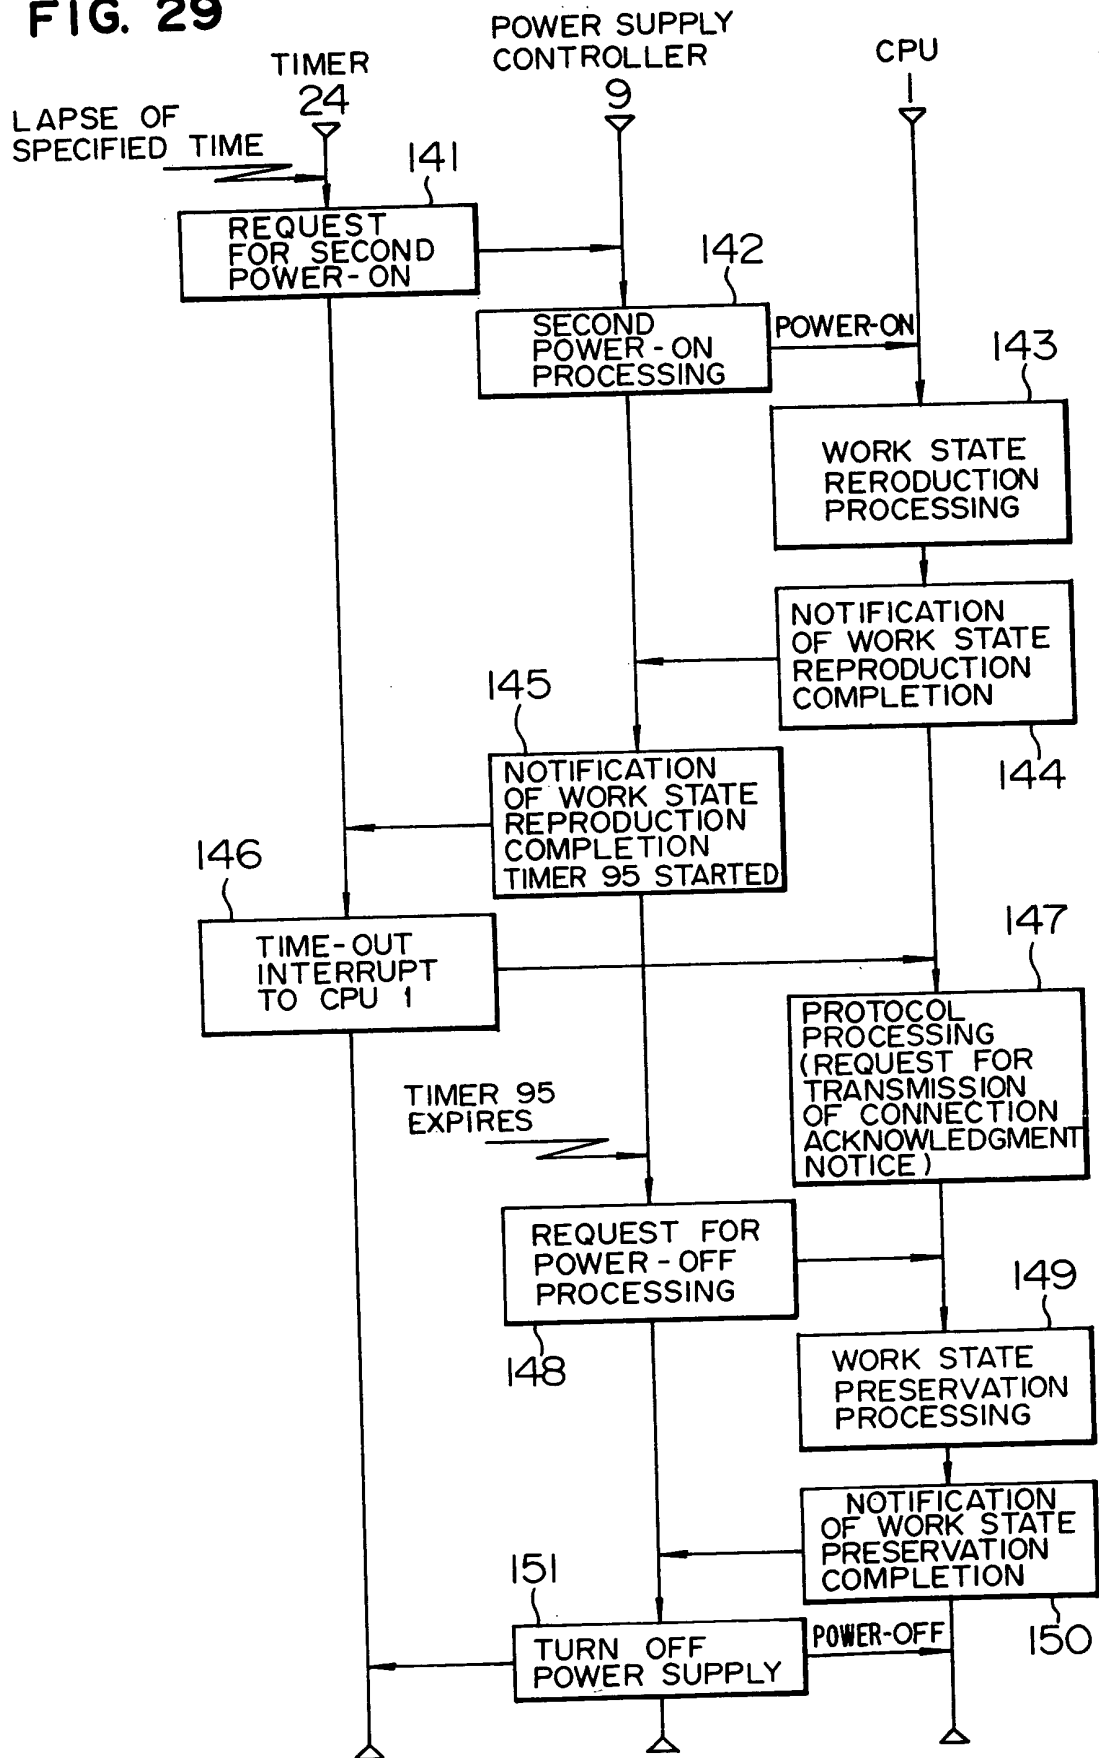 FIG. 29
TIMER
24
POWER SUPPLY
CONTROLLER
9
CPU
1
LAPSE OF
SPECIFIED TIME
141
REQUEST
FOR SECOND
POWER-ON
142
SECOND
POWER-ON
PROCESSING
POWER-ON
143
WORK STATE
RERODUCTION
PROCESSING
NOTIFICATION
OF WORK STATE
REPRODUCTION
COMPLETION
144
145
NOTIFICATION
OF WORK STATE
REPRODUCTION
COMPLETION
TIMER 95 STARTED
146
TIME-OUT
INTERRUPT
TO CPU 1
147
PROTOCOL
PROCESSING
(REQUEST FOR
TRANSMISSION
OF CONNECTION
ACKNOWLEDGMENT
NOTICE)
TIMER 95
EXPIRES
REQUEST FOR
POWER-OFF
PROCESSING
148
149
WORK STATE
PRESERVATION
PROCESSING
NOTIFICATION
OF WORK STATE
PRESERVATION
COMPLETION
150
151
TURN OFF
POWER SUPPLY
POWER-OFF